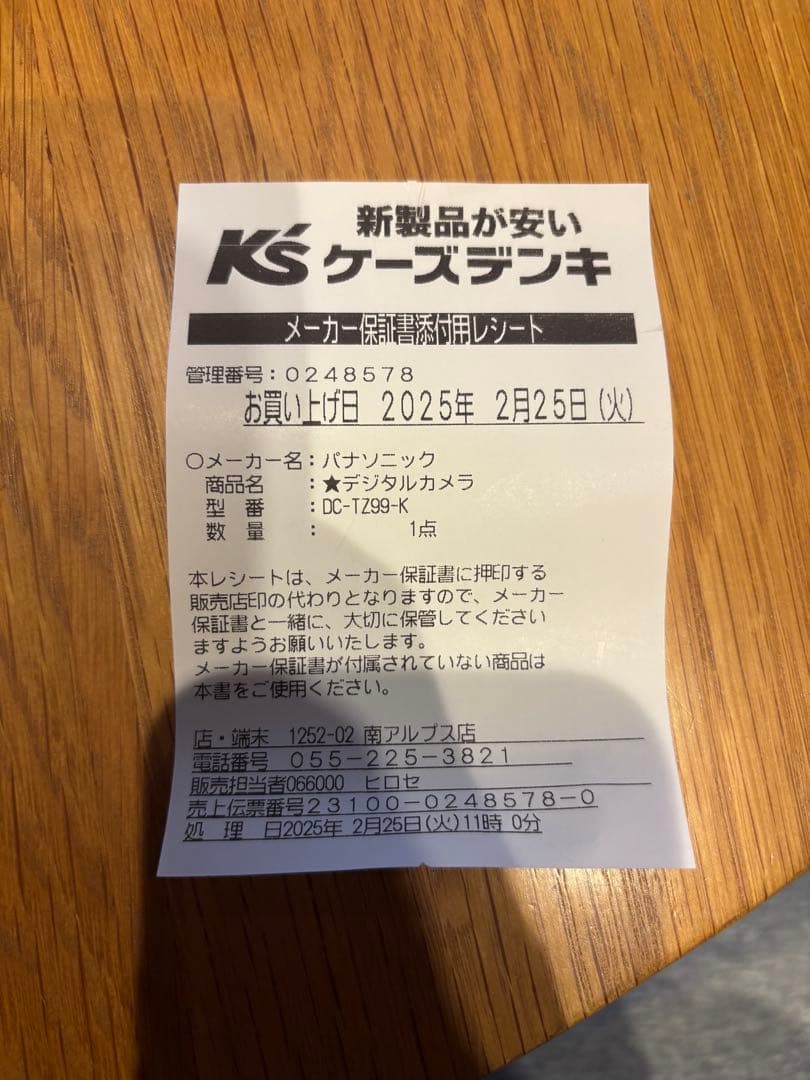 新製品が安い
K's ケーズデンキ
メーカー保証書添付用レシート
管理番号：0248578
お買い上げ日 2025年 2月25日(火)
○メーカー名：パナソニック
商品名 ：★デジタルカメラ
型 番 ：DC-TZ99-K
数 量 ： 1点
本レシートは、メーカー保証書に押印する
販売店印の代わりとなりますので、メーカー
保証書と一緒に、大切に保管してください
ますようお願いいたします。
メーカー保証書が付属されていない商品は
本書をご使用ください。
店・端末 1252-02 南アルプス店
電話番号 055-225-3821
販売担当者066000 ヒロセ
売上伝票番号23100-0248578-0
処 理 日2025年 2月25日(火)11時 0分